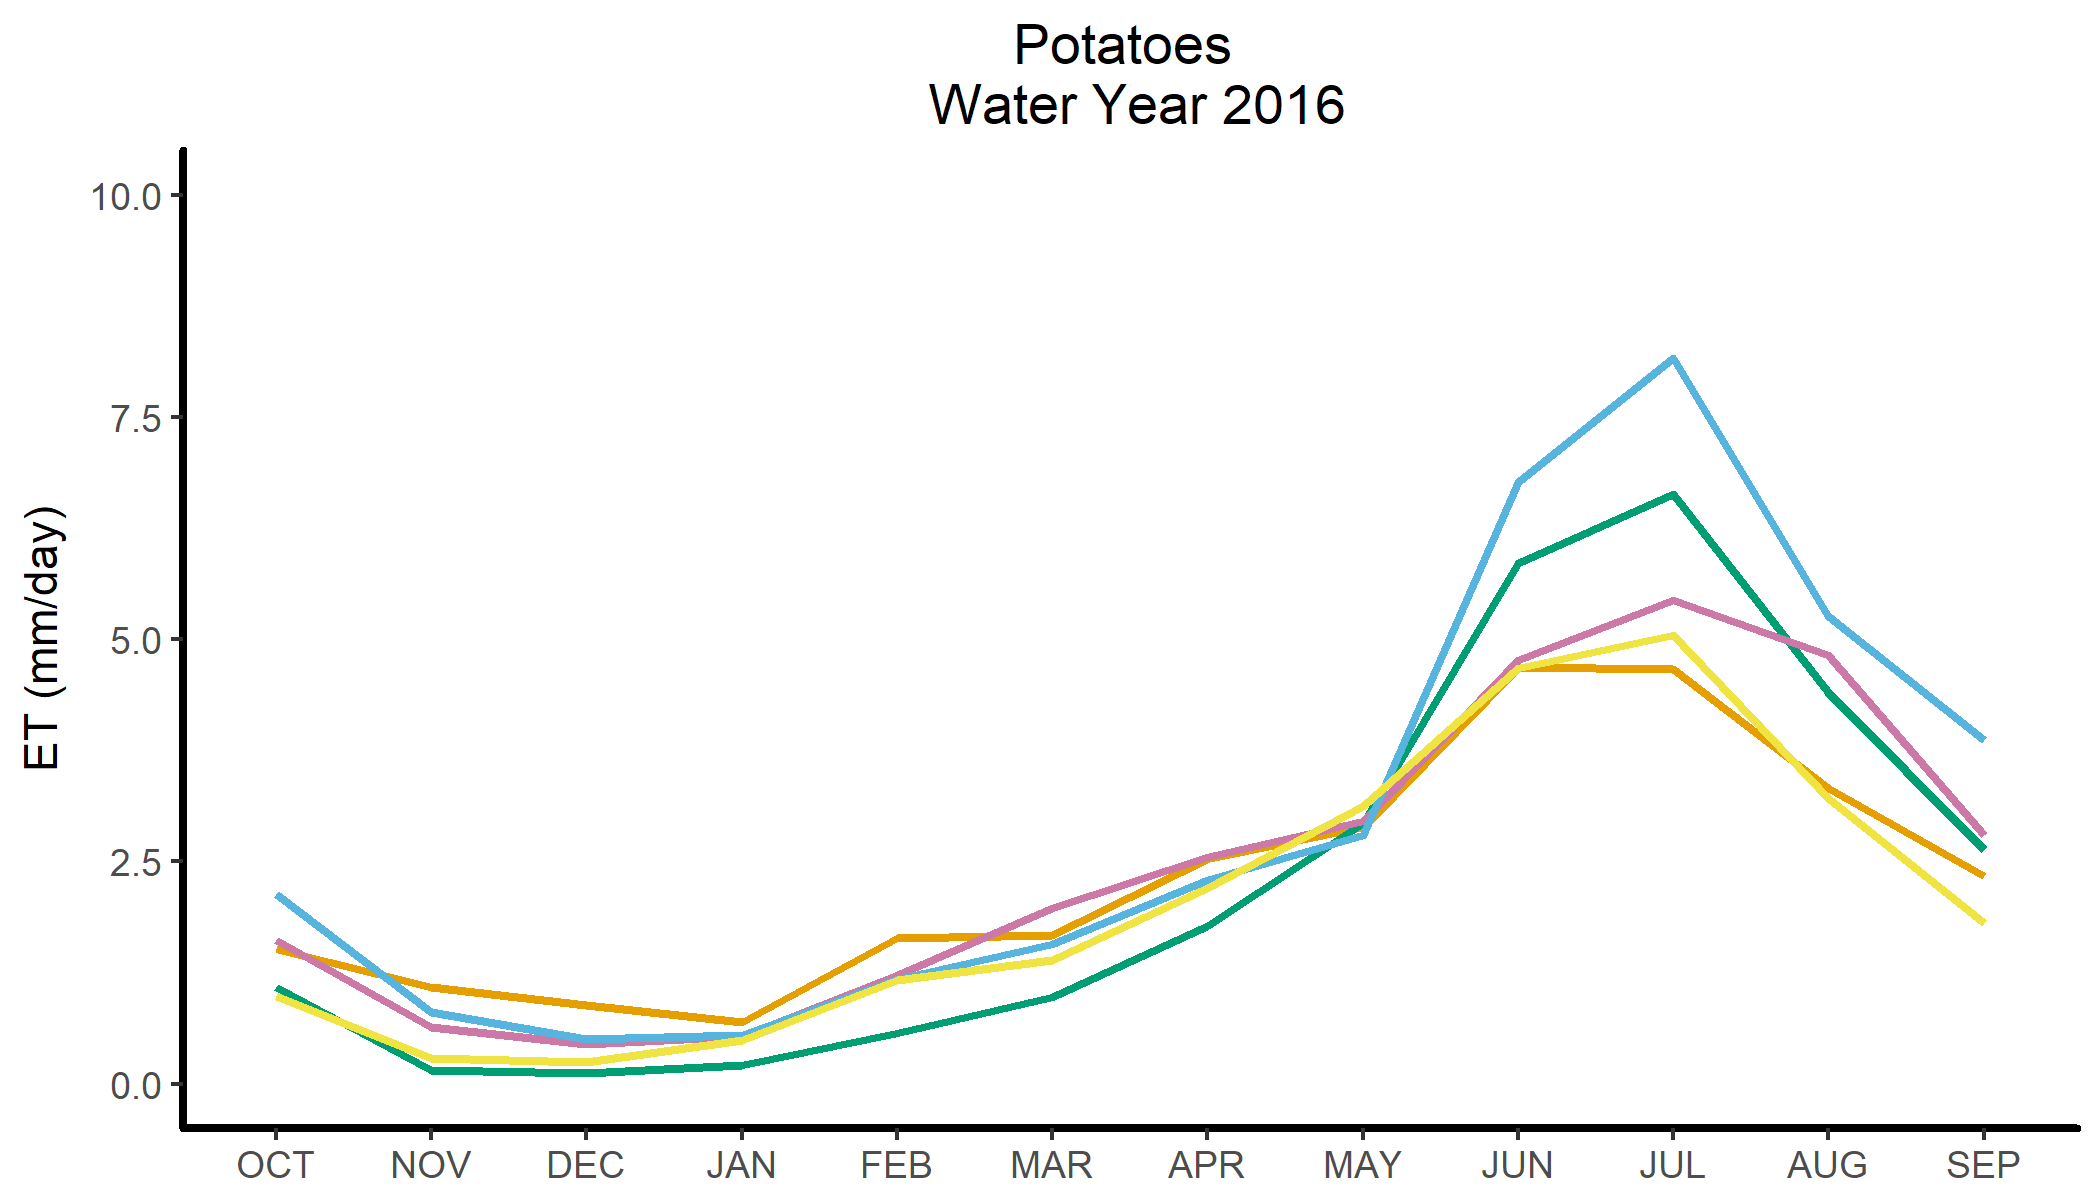 Potatoes
Water Year 2016
ET (mm/day)
10.0
7.5
5.0
2.5
0.0
OCT NOV DEC JAN FEB MAR APR MAY JUN JUL AUG SEP